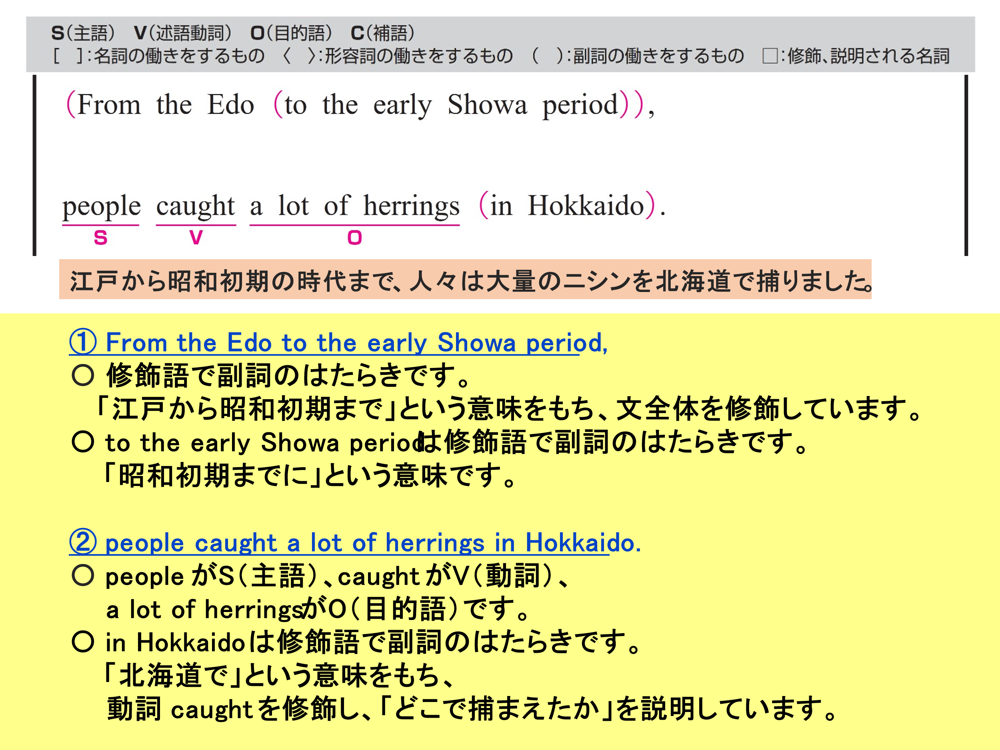 S（主語） V（述語動詞） O（目的語） C（補語）
［ ］：名詞の働きをするもの 〈 〉：形容詞の働きをするもの （ ）：副詞の働きをするもの □：修飾、説明される名詞
(From the Edo (to the early Showa period)),
people caught a lot of herrings (in Hokkaido).
S V O
江戸から昭和初期の時代まで、人々は大量のニシンを北海道で捕りました。
① From the Edo to the early Showa period,
○ 修飾語で副詞のはたらきです。
「江戸から昭和初期まで」という意味をもち、文全体を修飾しています。
○ to the early Showa periodは修飾語で副詞のはたらきです。
「昭和初期までに」という意味です。
② people caught a lot of herrings in Hokkaido.
○ people がS（主語）、caught がV（動詞）、
a lot of herringsがO（目的語）です。
○ in Hokkaidoは修飾語で副詞のはたらきです。
「北海道で」という意味をもち、
動詞 caughtを修飾し、「どこで捕まえたか」を説明しています。